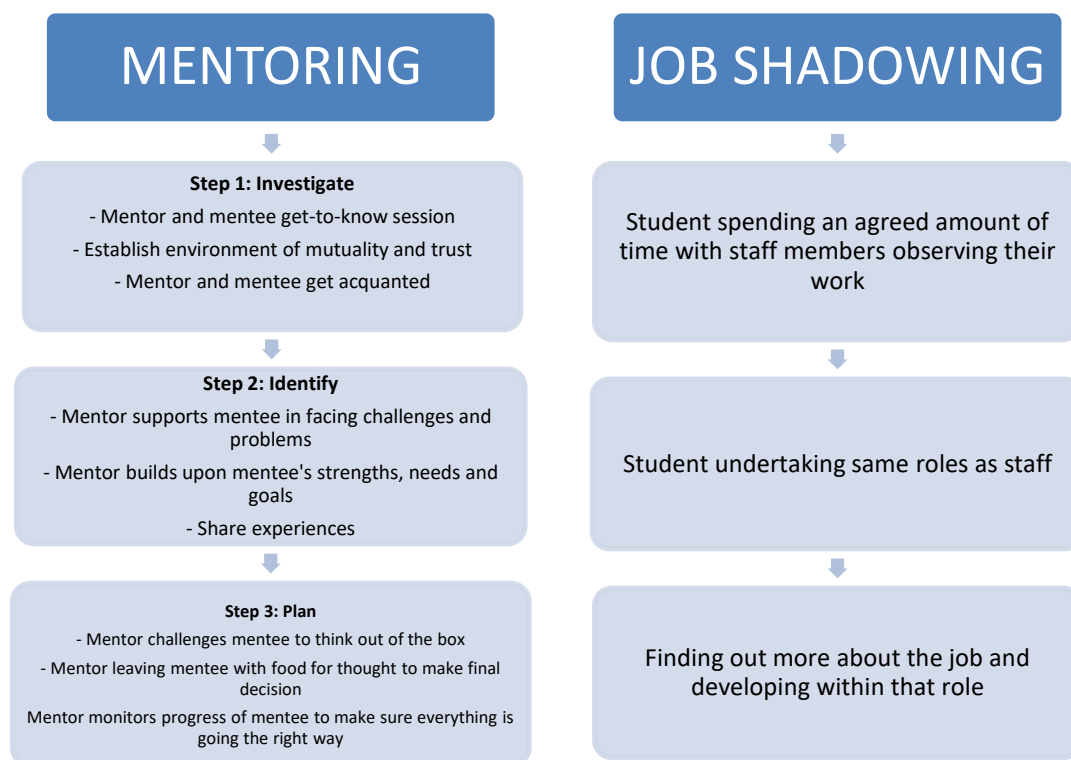 MENTORING
Step 1: Investigate
- Mentor and mentee get-to-know session
- Establish environment of mutuality and trust
- Mentor and mentee get acquanted
Step 2: Identify
- Mentor supports mentee in facing challenges and
problems
- Mentor builds upon mentee's strengths, needs and
goals
- Share experiences
Step 3: Plan
- Mentor challenges mentee to think out of the box
- Mentor leaving mentee with food for thought to make final
decision
Mentor monitors progress of mentee to make sure everything is
going the right way
JOB SHADOWING
Student spending an agreed amount of
time with staff members observing their
work
Student undertaking same roles as staff
Finding out more about the job and
developing within that role